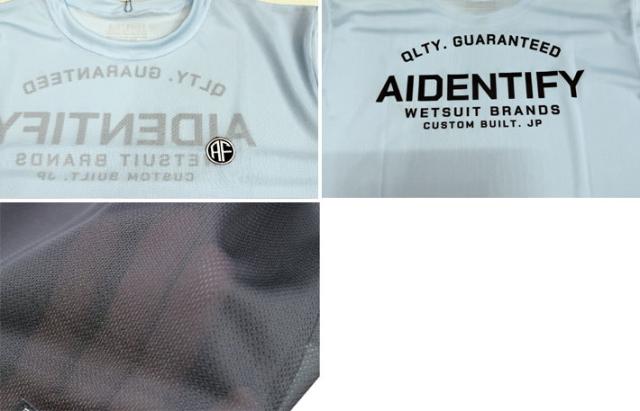 QLTY. GUARANTEED
AIDENTIFY
WETSUIT BRANDS
CUSTOM BUILT. JP
AF
QLTY. GUARANTEED
AIDENTIFY
WETSUIT BRANDS
CUSTOM BUILT. JP